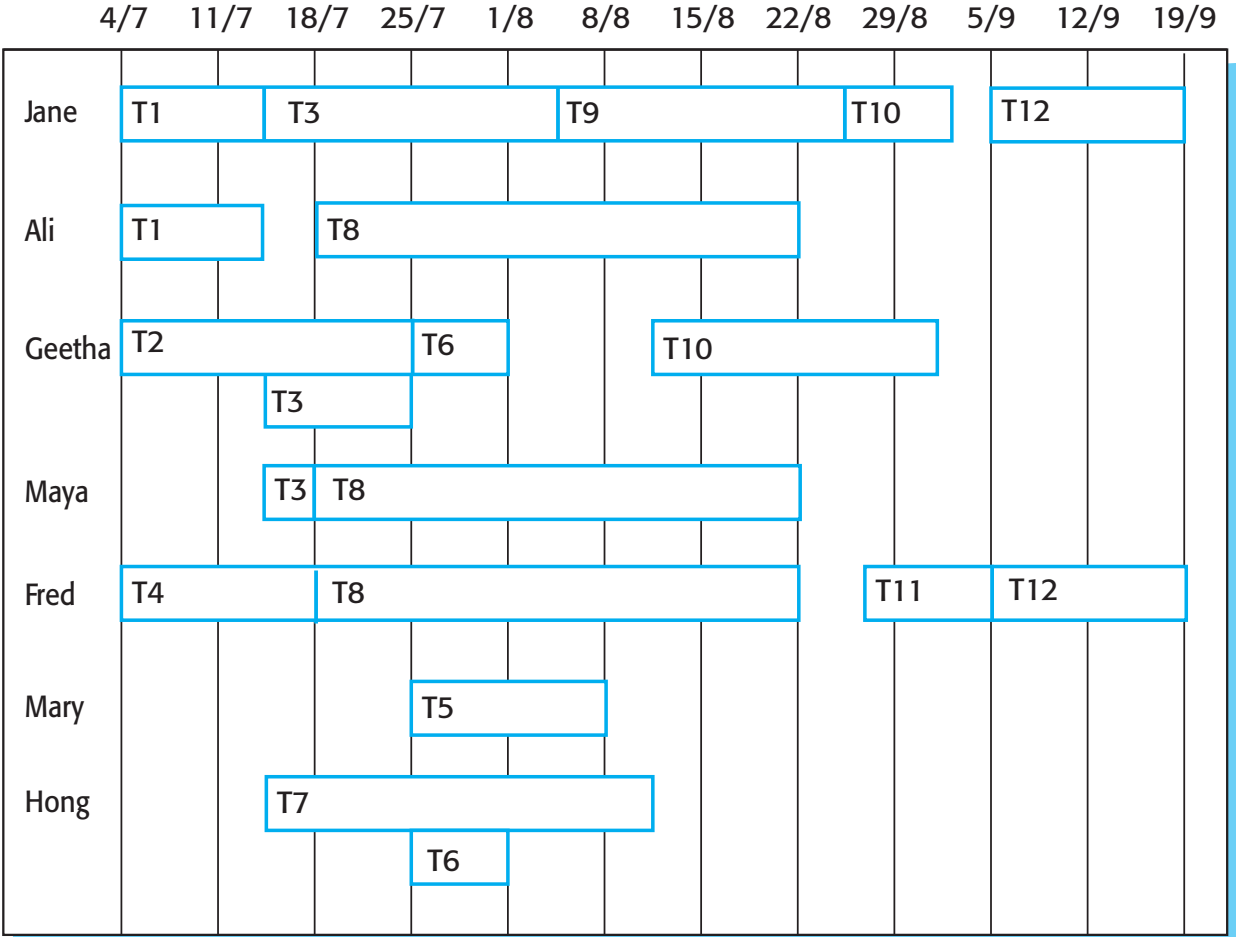 4/7 11/7 18/7 25/7 1/8 8/8 15/8 22/8 29/8 5/9 12/9 19/9
Jane T1 T3 T9 T10 T12
Ali T1 T8
Geetha T2 T6 T10
T3
Maya T3 T8
Fred T4 T8 T11 T12
Mary T5
Hong T7
T6